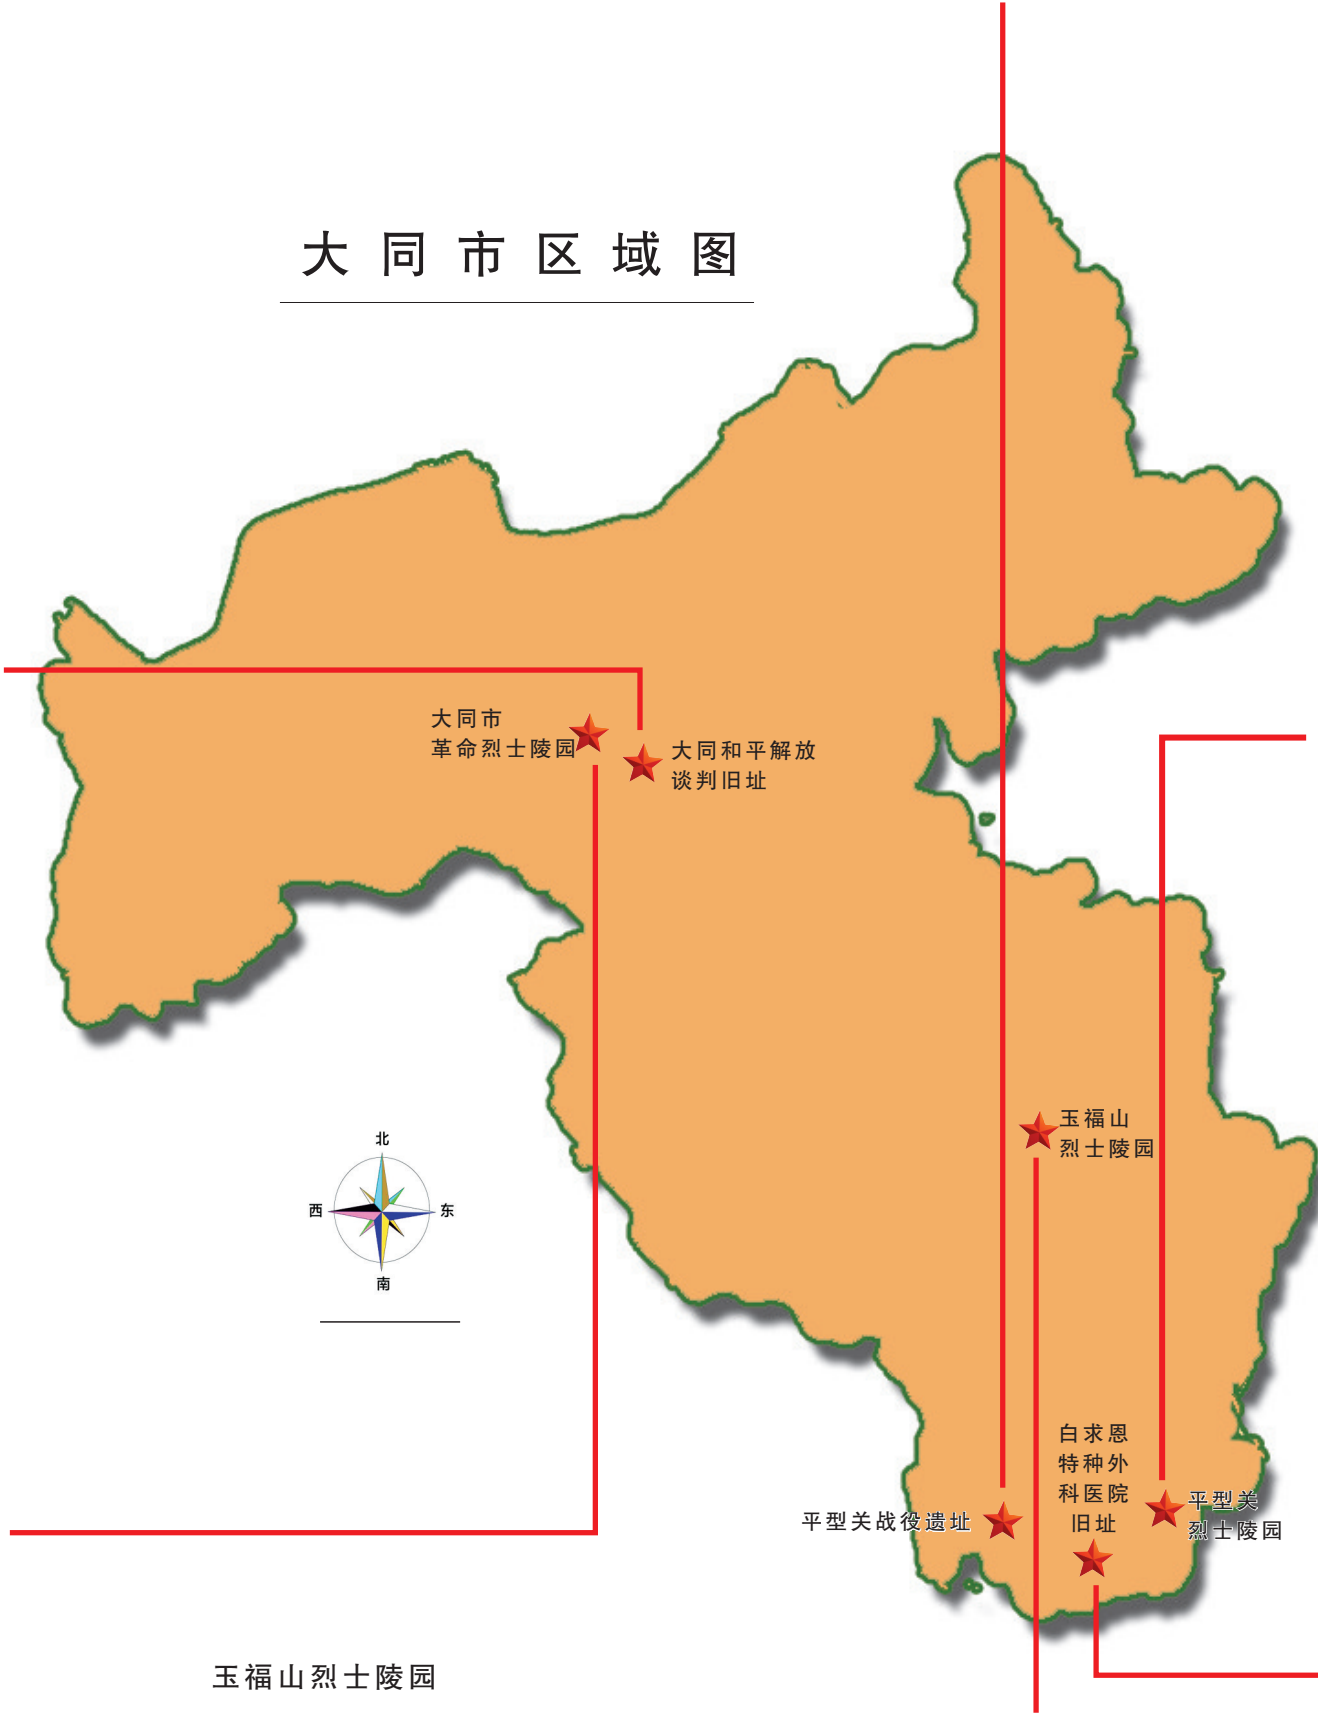 大同市区域图
大同市
革命烈士陵园
大同和平解放
谈判旧址
玉福山
烈士陵园
北
西
东
南
白求恩
特种外
科医院
旧址
平型关战役遗址
平型关
烈士陵园
玉福山烈士陵园